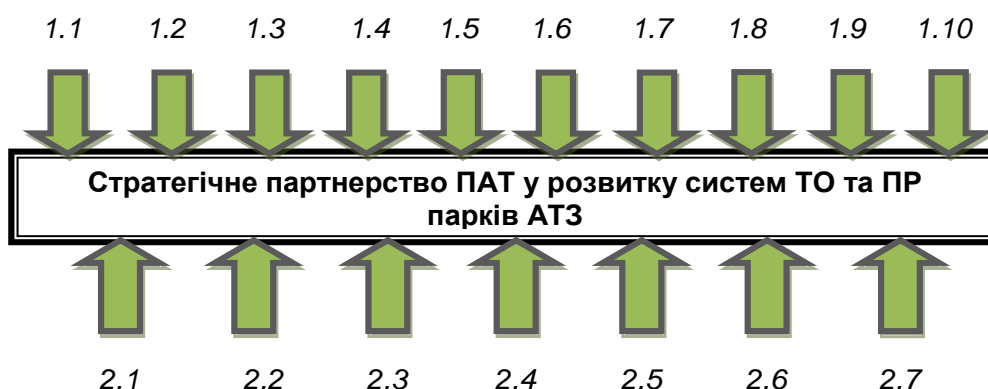 1.1 1.2 1.3 1.4 1.5 1.6 1.7 1.8 1.9 1.10
Стратегічне партнерство ПАТ у розвитку систем ТО та ПР
парків АТЗ
2.1 2.2 2.3 2.4 2.5 2.6 2.7